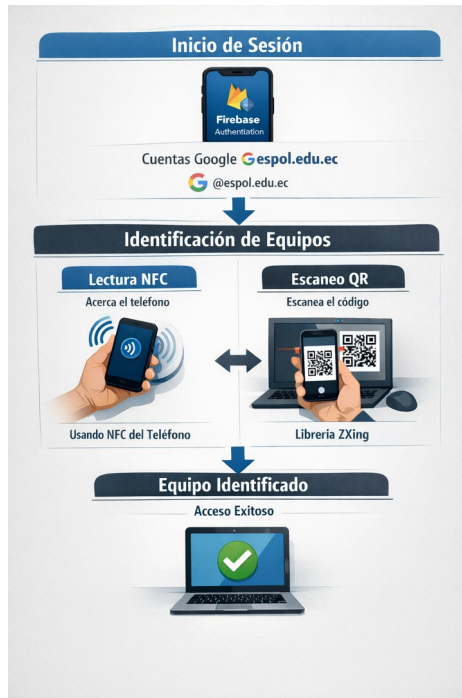 Inicio de Sesión
Firebase
Authentiation
Cuentas Google Gespol.edu.ec
G @espol.edu.ec
Identificación de Equipos
Lectura NFC
Acerca el telefono
Usando NFC del Teléfono
Escaneo QR
Escanea el código
Libreria ZXing
Equipo Identificado
Acceso Exitoso